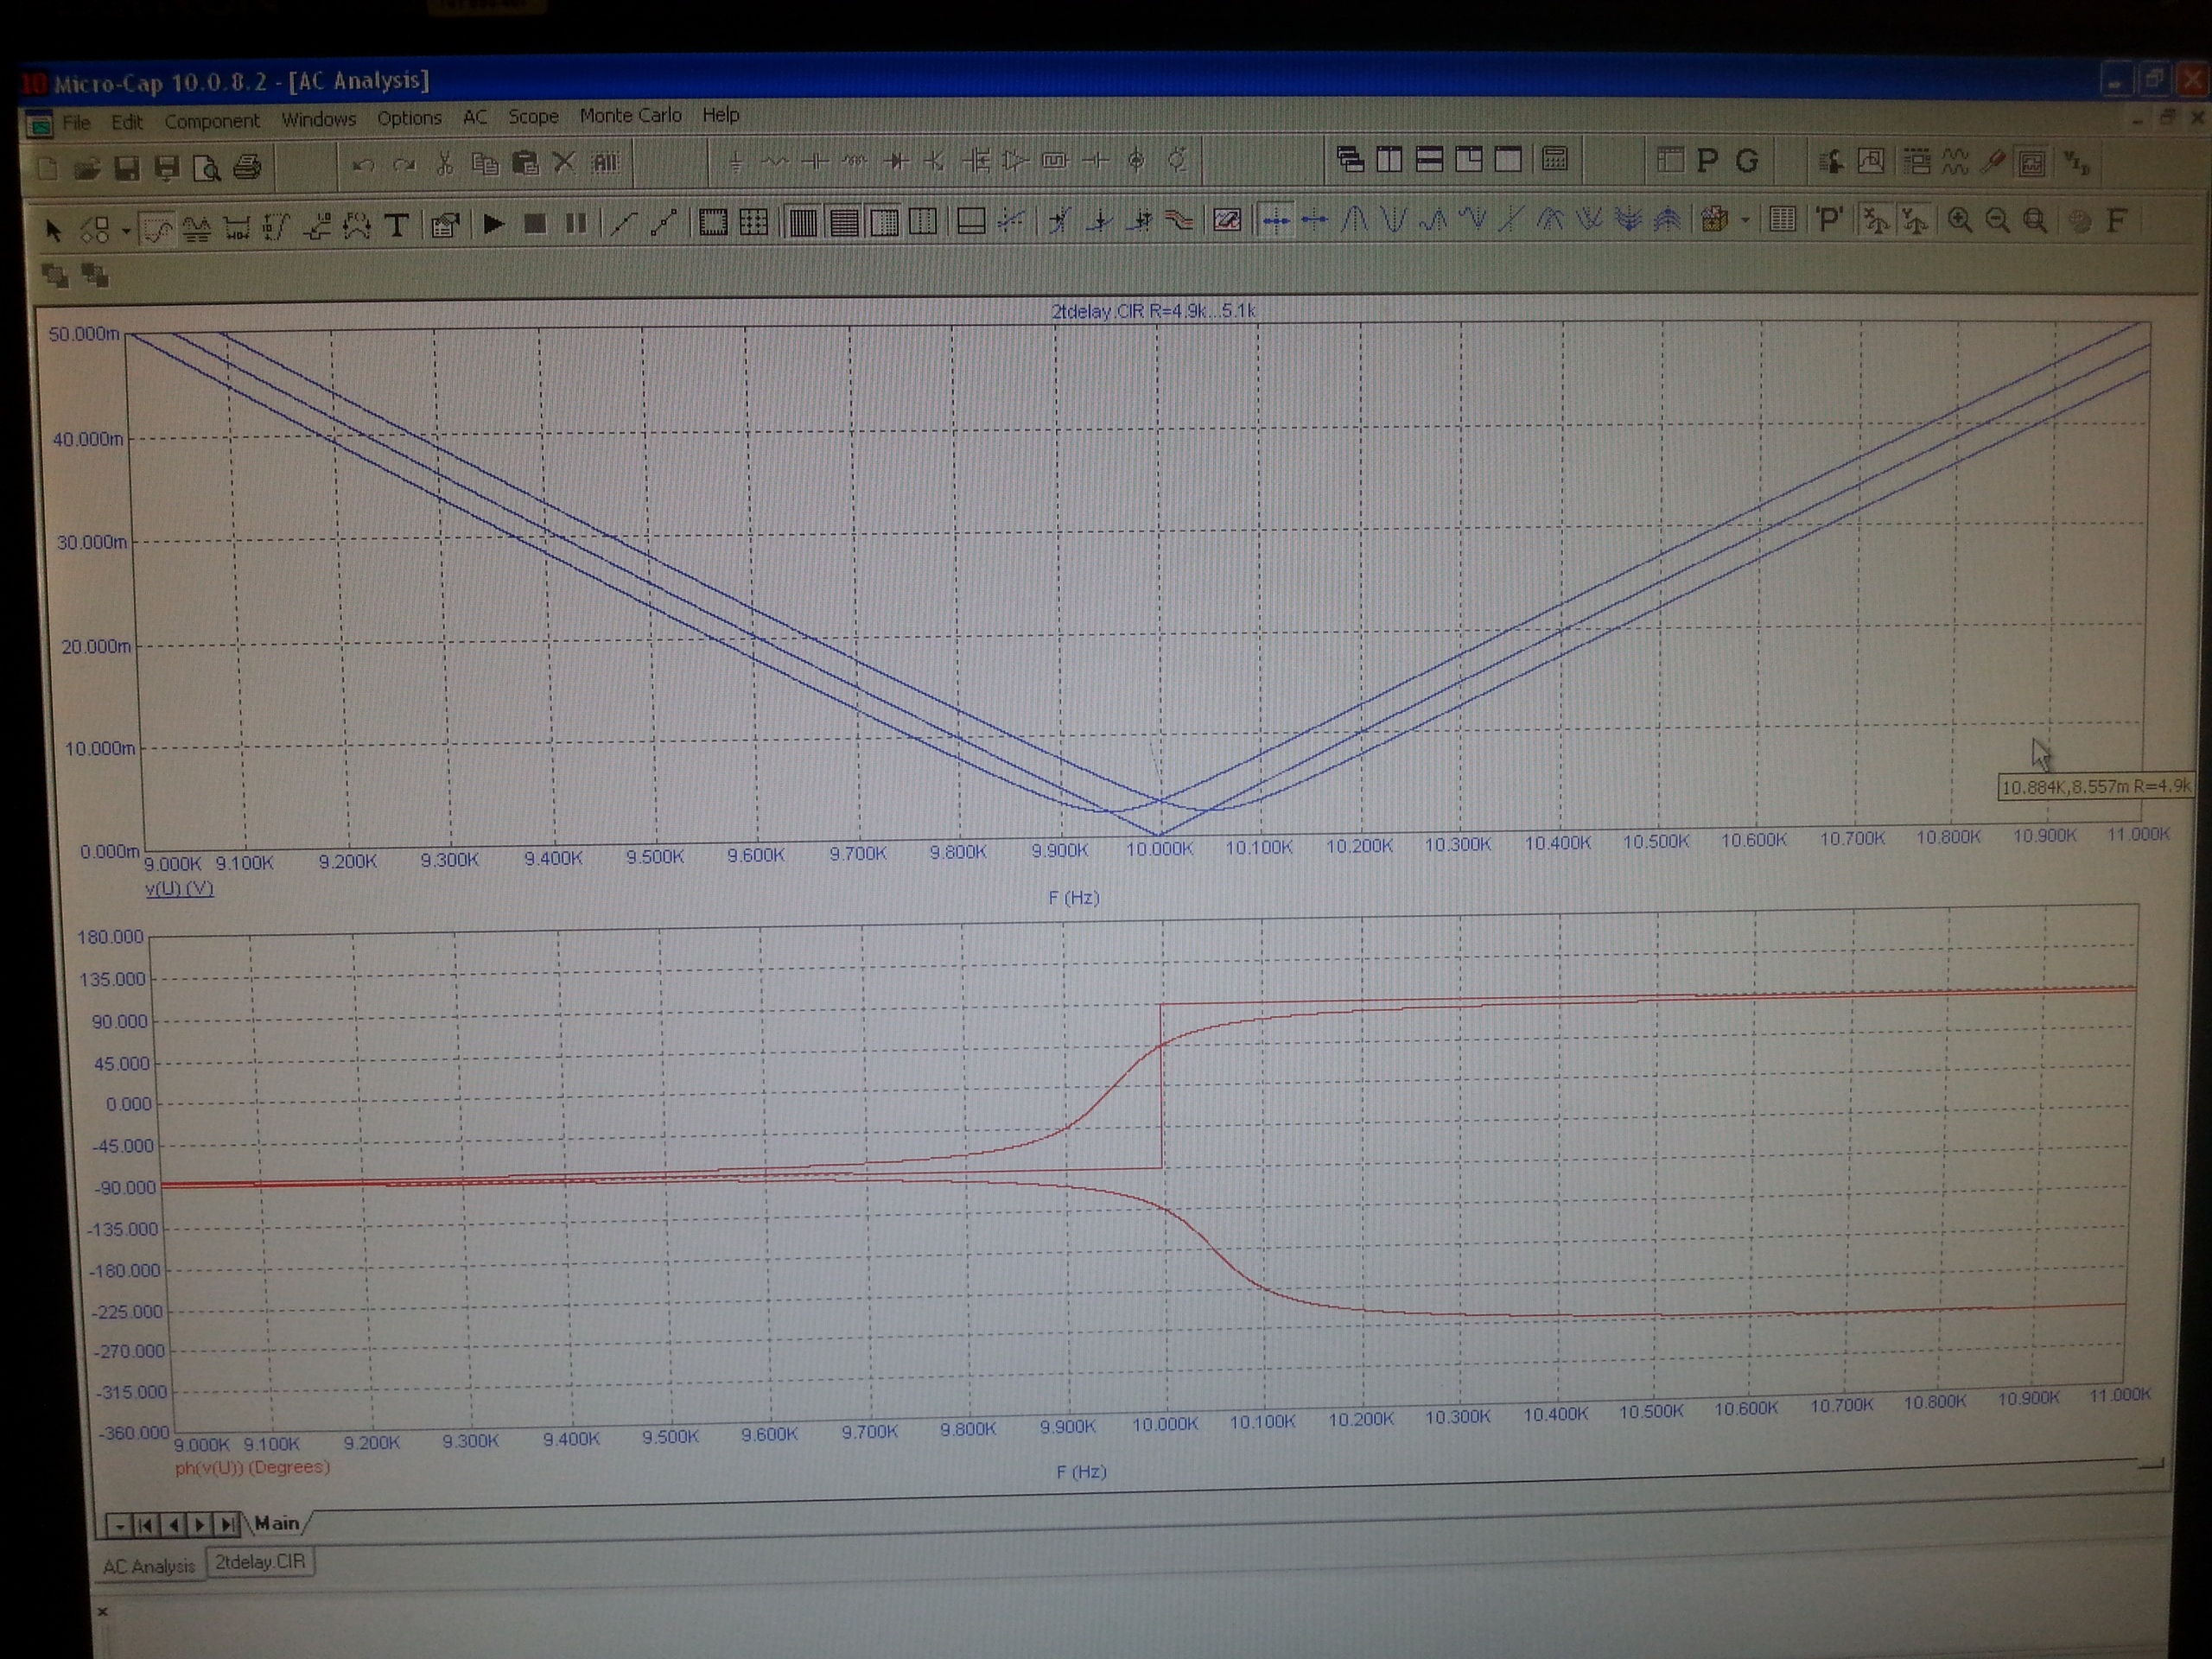 Micro-Cap 10.0.8.2 - [AC Analysis]
File Edit Component Windows Options AC Scope Monte Carlo Help
P G
T 'P' F
2tdelay.CIR R=4.9k...5.1k
50.000m
40.000m
30.000m
20.000m
10.000m
10.884K,8.557m R=4.9k
0.000m
9.000K 9.100K 9.200K 9.300K 9.400K 9.500K 9.600K 9.700K 9.800K 9.900K 10.000K 10.100K 10.200K 10.300K 10.400K 10.500K 10.600K 10.700K 10.800K 10.900K 11.000K
v(U) (V)
F (Hz)
180.000
135.000
90.000
45.000
0.000
-45.000
-90.000
-135.000
-180.000
-225.000
-270.000
-315.000
-360.000
9.000K 9.100K 9.200K 9.300K 9.400K 9.500K 9.600K 9.700K 9.800K 9.900K 10.000K 10.100K 10.200K 10.300K 10.400K 10.500K 10.600K 10.700K 10.800K 10.900K 11.000K
ph(v(U)) (Degrees)
F (Hz)
Main
AC Analysis 2tdelay.CIR